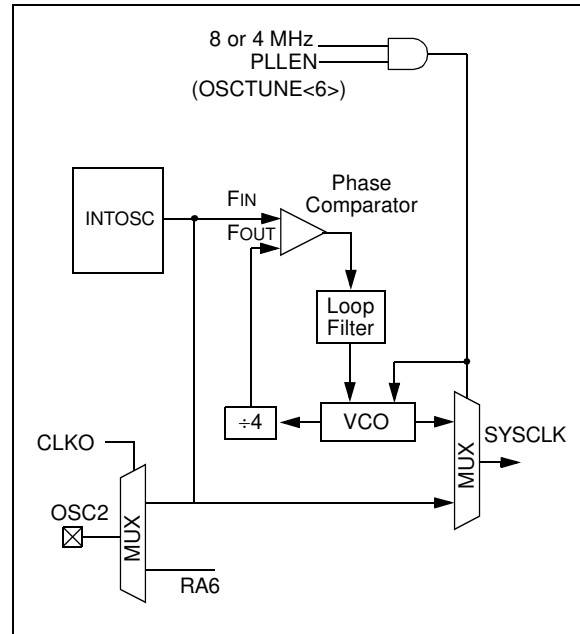 8 or 4 MHz
PLLEN
(OSCTUNE<6>)
INTOSC
FIN
FOUT
Phase
Comparator
Loop
Filter
÷4
VCO
MUX
SYSCLK
CLKO
OSC2
MUX
RA6